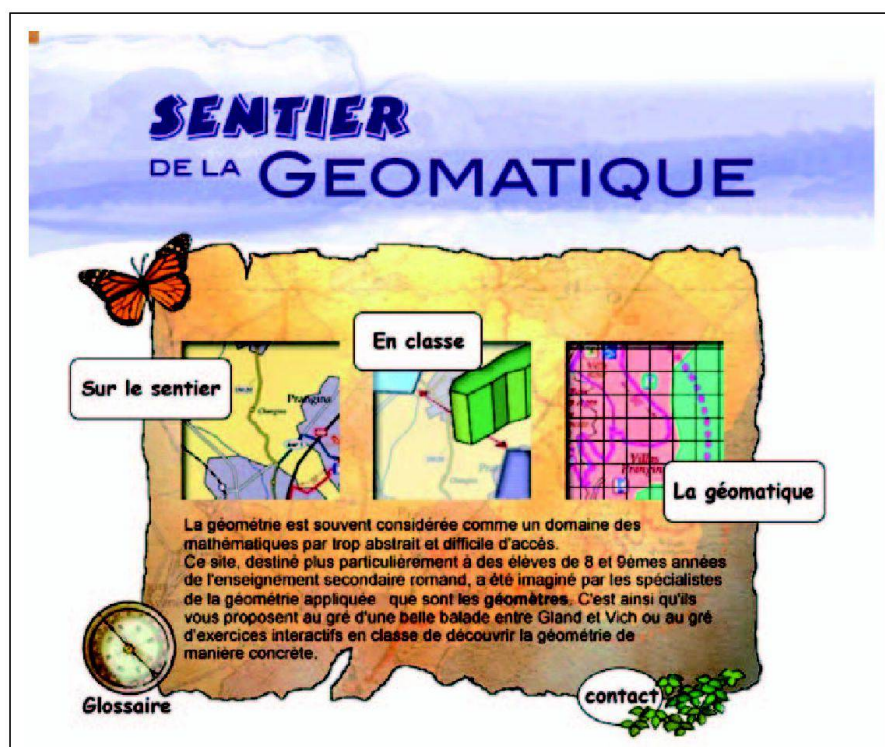 SENTIER
DE LA GEOMATIQUE
En classe
Sur le sentier
Prangins
Changins
La géomatique
La géométrie est souvent considérée comme un domaine des
mathématiques par trop abstrait et difficile d'accès.
Ce site, destiné plus particulièrement à des élèves de 8 et 9èmes années
de l'enseignement secondaire romand, a été imaginé par les spécialistes
de la géométrie appliquée que sont les géomètres. C'est ainsi qu'ils
vous proposent au gré d'une belle balade entre Gland et Vich ou au gré
d'exercices interactifs en classe de découvrir la géométrie de
manière concrète.
Glossaire
contact